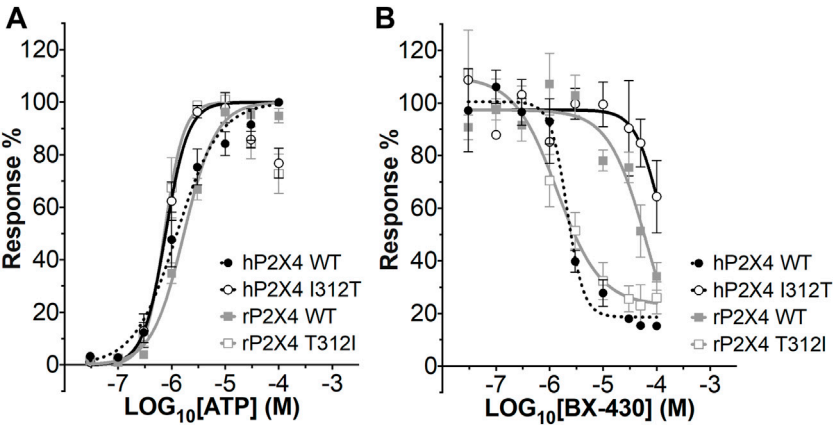 A
Response %
120
100
80
60
40
20
0
-7 -6 -5 -4 -3
LOG10[ATP] (M)
hP2X4 WT
hP2X4 I312T
rP2X4 WT
rP2X4 T312I
B
Response %
120
100
80
60
40
20
0
-7 -6 -5 -4 -3
LOG10[BX-430] (M)
hP2X4 WT
hP2X4 I312T
rP2X4 WT
rP2X4 T312I